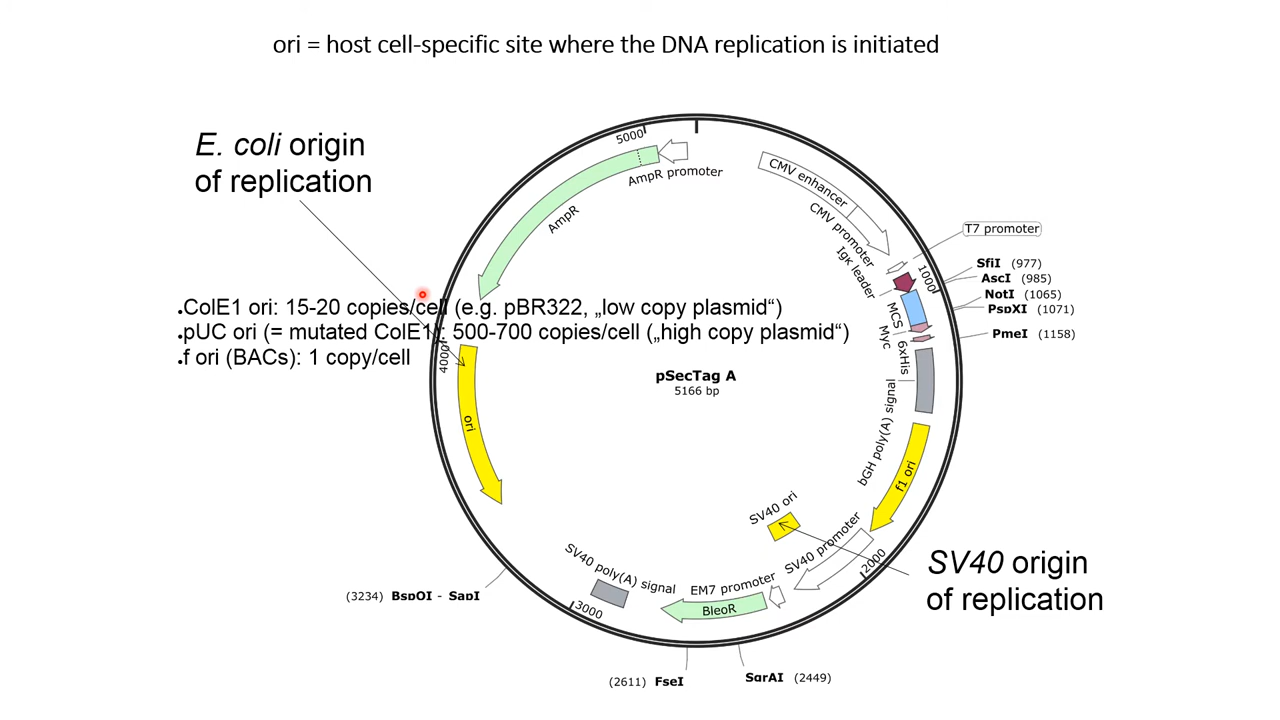 ori = host cell-specific site where the DNA replication is initiated
E. coli origin
of replication
5000
AmpR promoter
AmpR
CMV enhancer
CMV promoter
T7 promoter
Igκ leader
1000
SfiI (977)
AscI (985)
NotI (1065)
PspXI (1071)
PmeI (1158)
MCS
Myc
6xHis
.ColE1 ori: 15-20 copies/cell (e.g. pBR322, „low copy plasmid“)
.pUC ori (= mutated ColE1): 500-700 copies/cell („high copy plasmid“)
.f ori (BACs): 1 copy/cell
4000
pSecTag A
5166 bp
bGH poly(A) signal
ori
f1 ori
SV40 ori
SV40 promoter
2000
SV40 origin
of replication
SV40 poly(A) signal
EM7 promoter
BleoR
3000
(3234) BspQI - SapI
(2611) FseI
SgrAI (2449)